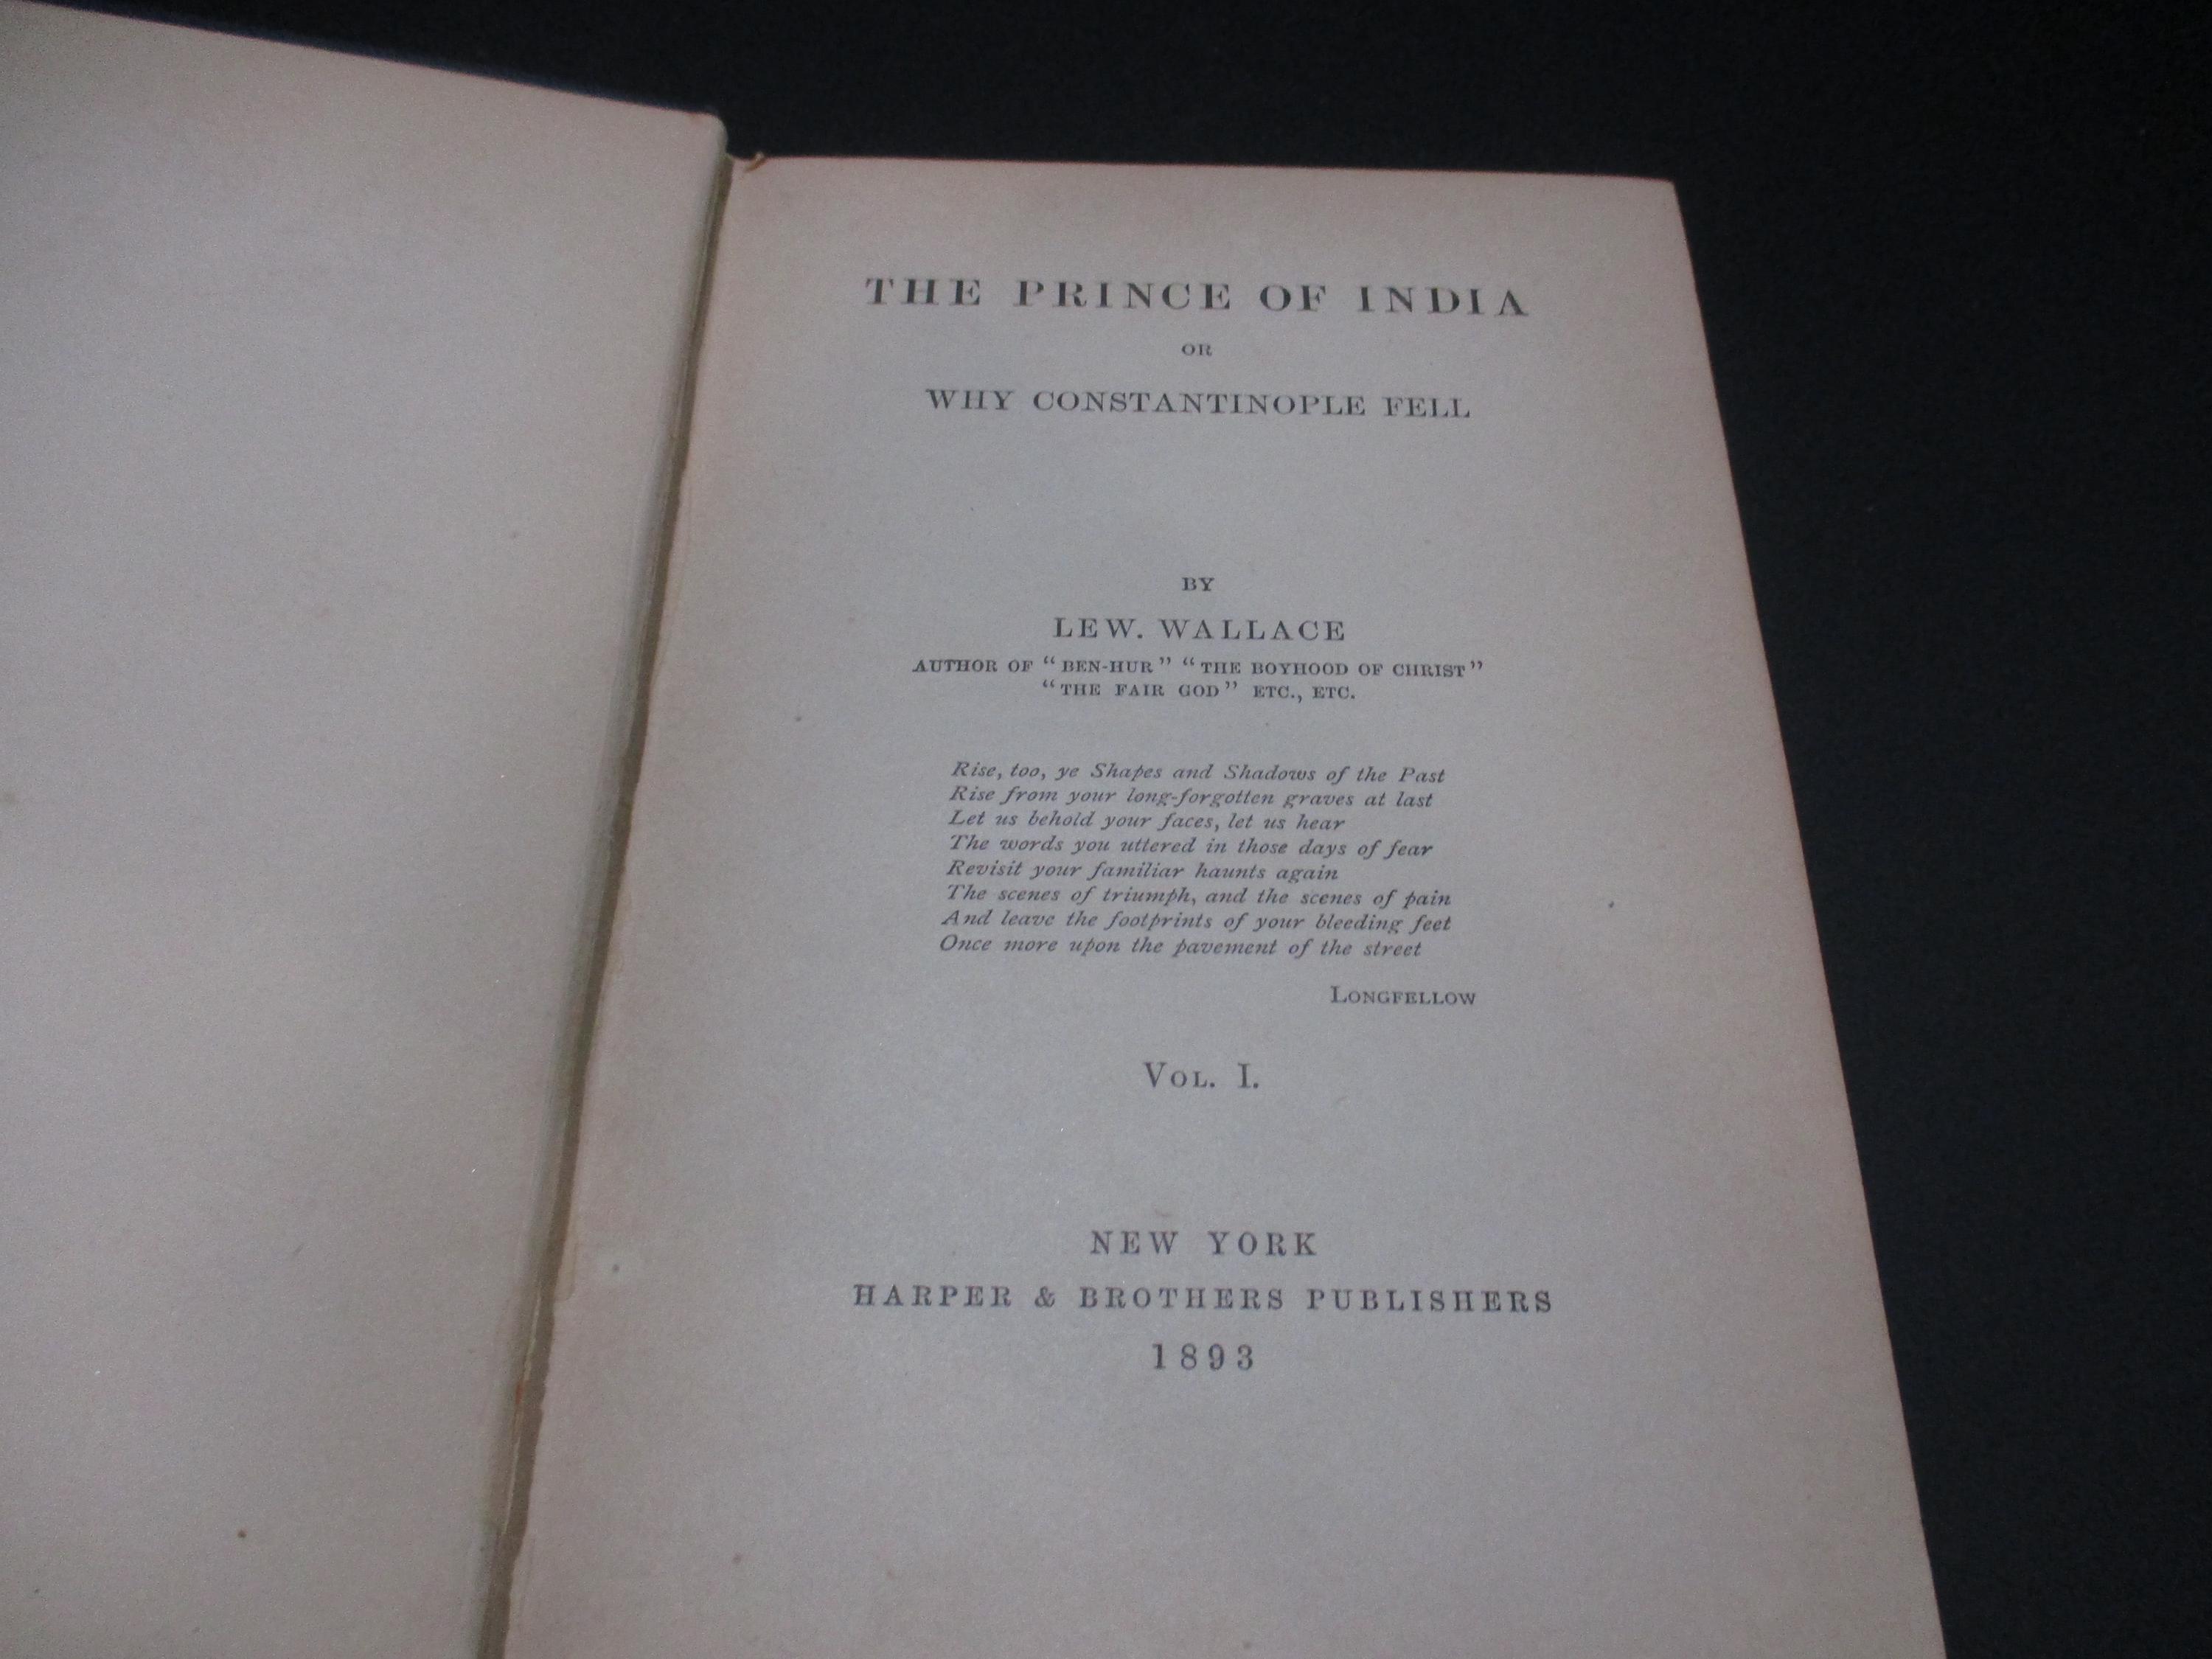 THE PRINCE OF INDIA
OR
WHY CONSTANTINOPLE FELL
BY
LEW. WALLACE
AUTHOR OF “BEN-HUR” “THE BOYHOOD OF CHRIST”
“THE FAIR GOD” ETC., ETC.
Rise, too, ye Shapes and Shadows of the Past
Rise from your long-forgotten graves at last
Let us behold your faces, let us hear
The words you uttered in those days of fear
Revisit your familiar haunts again
The scenes of triumph, and the scenes of pain
And leave the footprints of your bleeding feet
Once more upon the pavement of the street
LONGFELLOW
VOL. I.
NEW YORK
HARPER & BROTHERS PUBLISHERS
1893